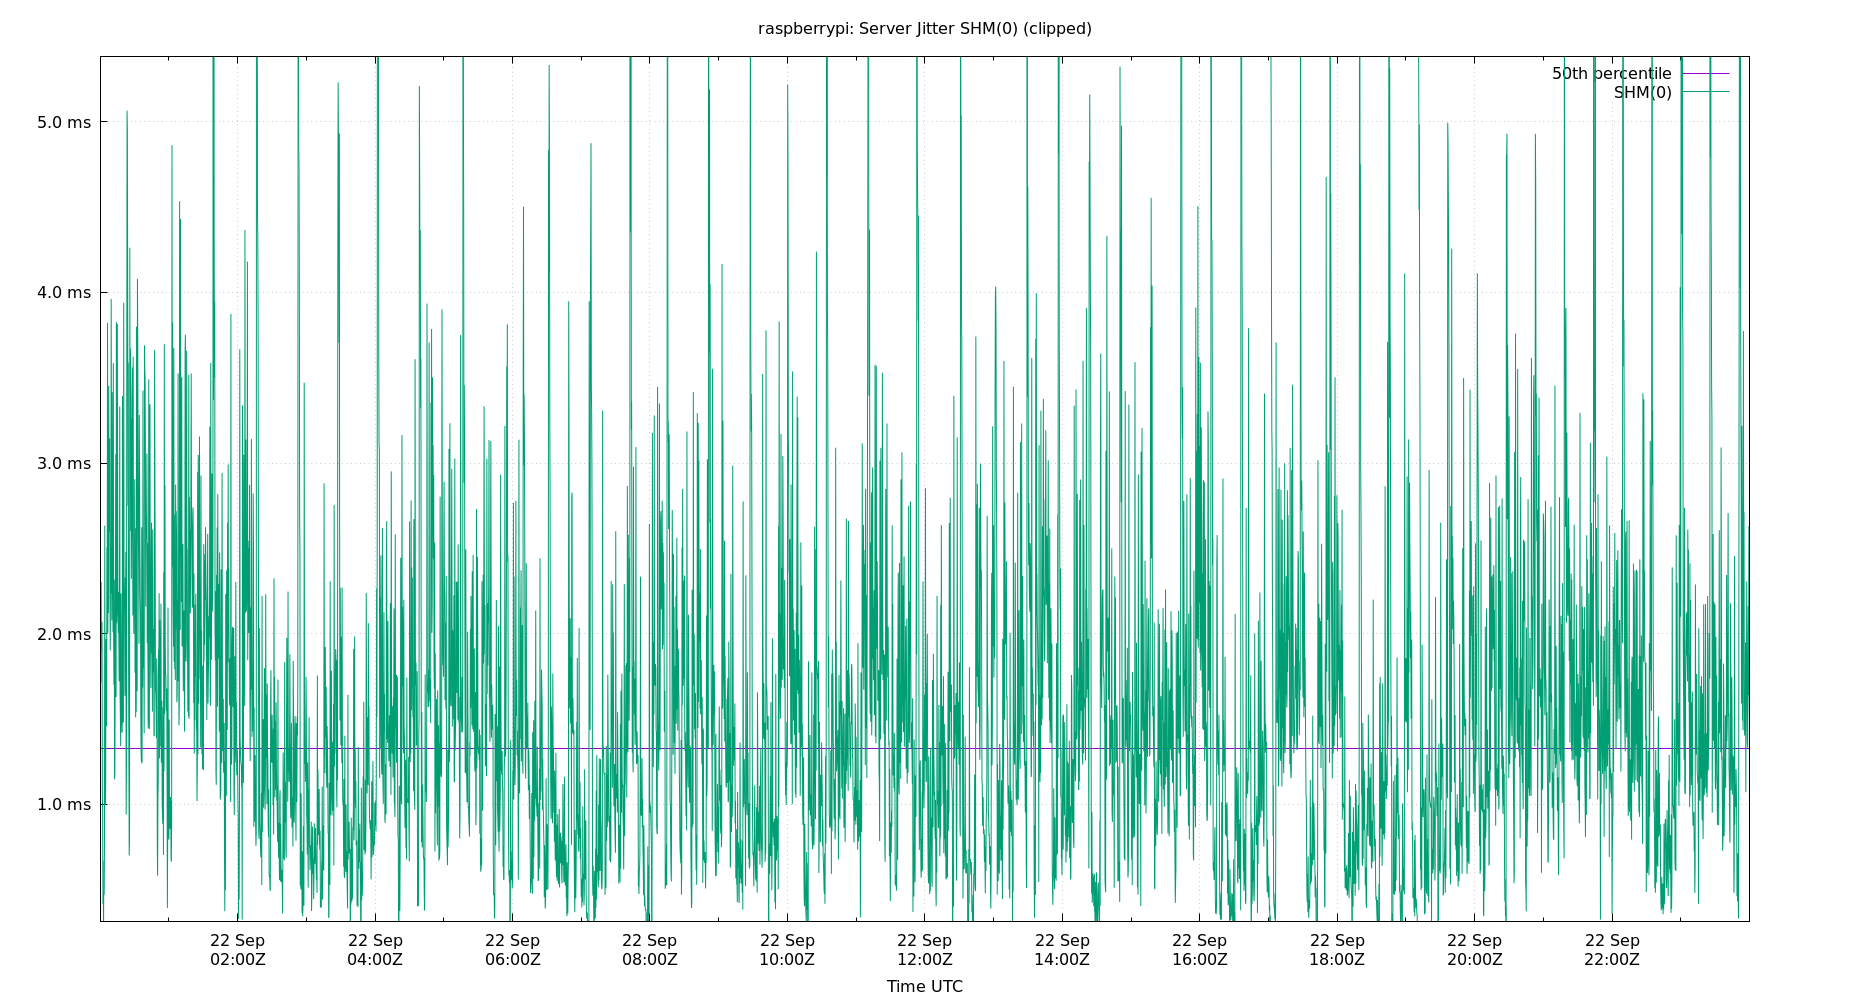 raspberrypi: Server Jitter SHM(0) (clipped)
50th percentile
SHM(0)
5.0 ms
4.0 ms
3.0 ms
2.0 ms
1.0 ms
22 Sep 22 Sep 22 Sep 22 Sep 22 Sep 22 Sep 22 Sep 22 Sep 22 Sep 22 Sep 22 Sep
02:00Z 04:00Z 06:00Z 08:00Z 10:00Z 12:00Z 14:00Z 16:00Z 18:00Z 20:00Z 22:00Z
Time UTC